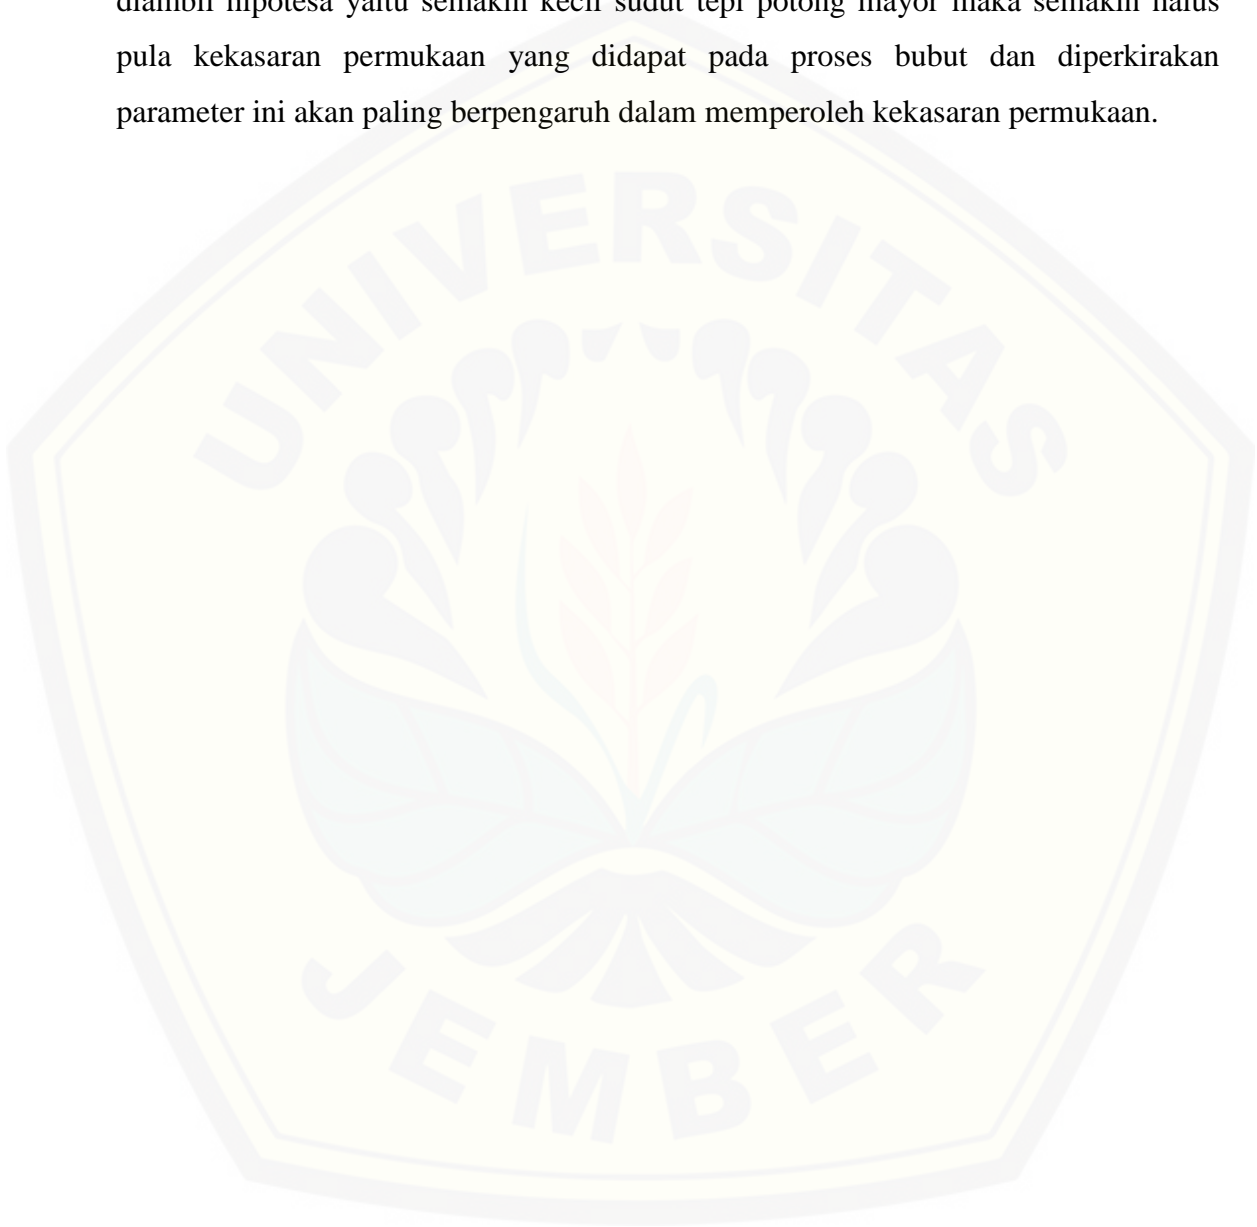 diambil hipotesa yaitu semakin kecil sudut tepi potong mayor maka semakin halus
pula kekasaran permukaan yang didapat pada proses bubut dan diperkirakan
parameter ini akan paling berpengaruh dalam memperoleh kekasaran permukaan.
UNIVERSITAS
JEMBER